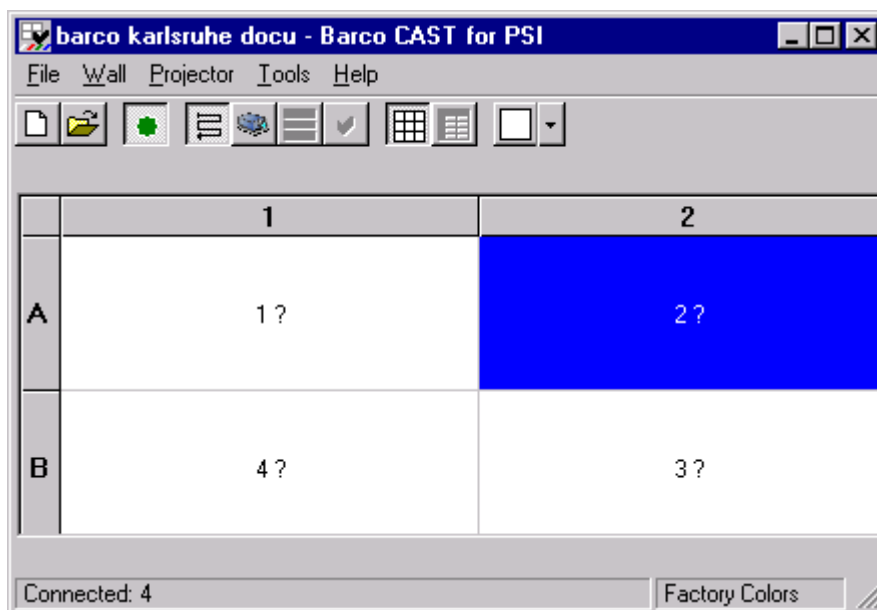 barco karlsruhe docu - Barco CAST for PSI
File Wall Projector Tools Help
1 2
A 1 ? 2 ?
B 4 ? 3 ?
Connected: 4 Factory Colors